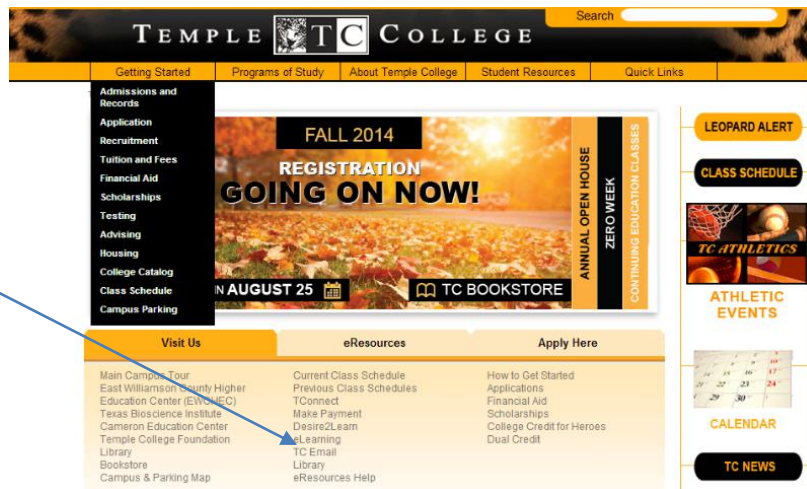 TEMPLE TC COLLEGE
Search
Getting Started Programs of Study About Temple College Student Resources Quick Links
Admissions and
Records
Application
Recruitment
Tuition and Fees
Financial Aid
Scholarships
Testing
Advising
Housing
College Catalog
Class Schedule
Campus Parking
FALL 2014
REGISTRATION
GOING ON NOW!
AUGUST 25
TC BOOKSTORE
ANNUAL OPEN HOUSE
ZERO WEEK
CONTINUING EDUCATION CLASSES
LEOPARD ALERT
CLASS SCHEDULE
TC ATHLETICS
ATHLETIC
EVENTS
CALENDAR
TC NEWS
Visit Us
Main Campus Tour
East Williamson County Higher
Education Center (EWCHEC)
Texas Bioscience Institute
Cameron Education Center
Temple College Foundation
Library
Bookstore
Campus & Parking Map
eResources
Current Class Schedule
Previous Class Schedules
TConnect
Make Payment
Desire2Learn
eLearning
TC Email
Library
eResources Help
Apply Here
How to Get Started
Applications
Financial Aid
Scholarships
College Credit for Heroes
Dual Credit